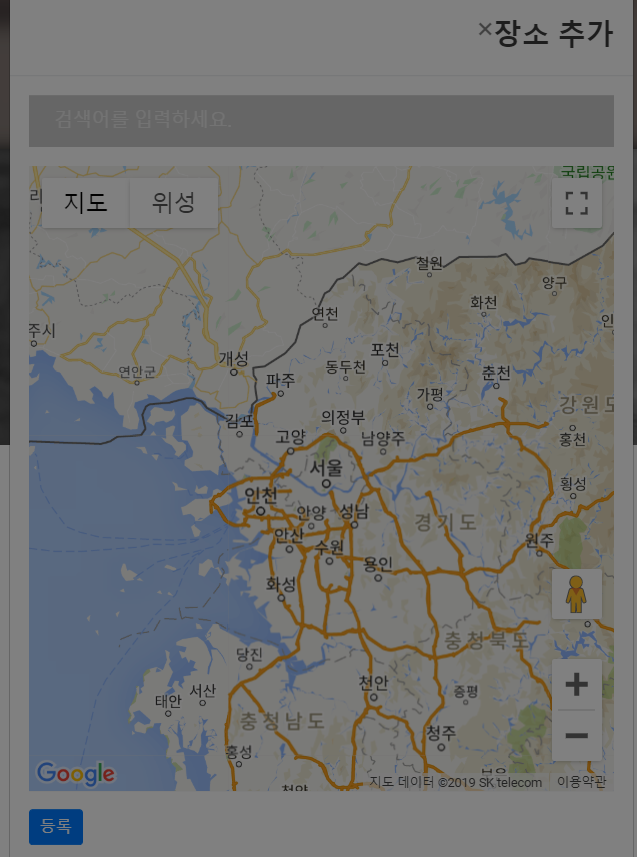 ×장소 추가
검색어를 입력하세요.
국립공원
지도 위성
리
철원
양구
화천
연천
인
주시
포천
개성
동두천
춘천
연안군
파주
가평
강원도
김포
의정부
고양
남양주
홍천
서울
횡성
인천
안양
성남
경기도
안산
수원
원주
용인
화성
충청북도
당진
서산
천안
증평
태안
충청남도
청주
홍성
Google
지도 데이터 ©2019 SK telecom 이용약관
등록